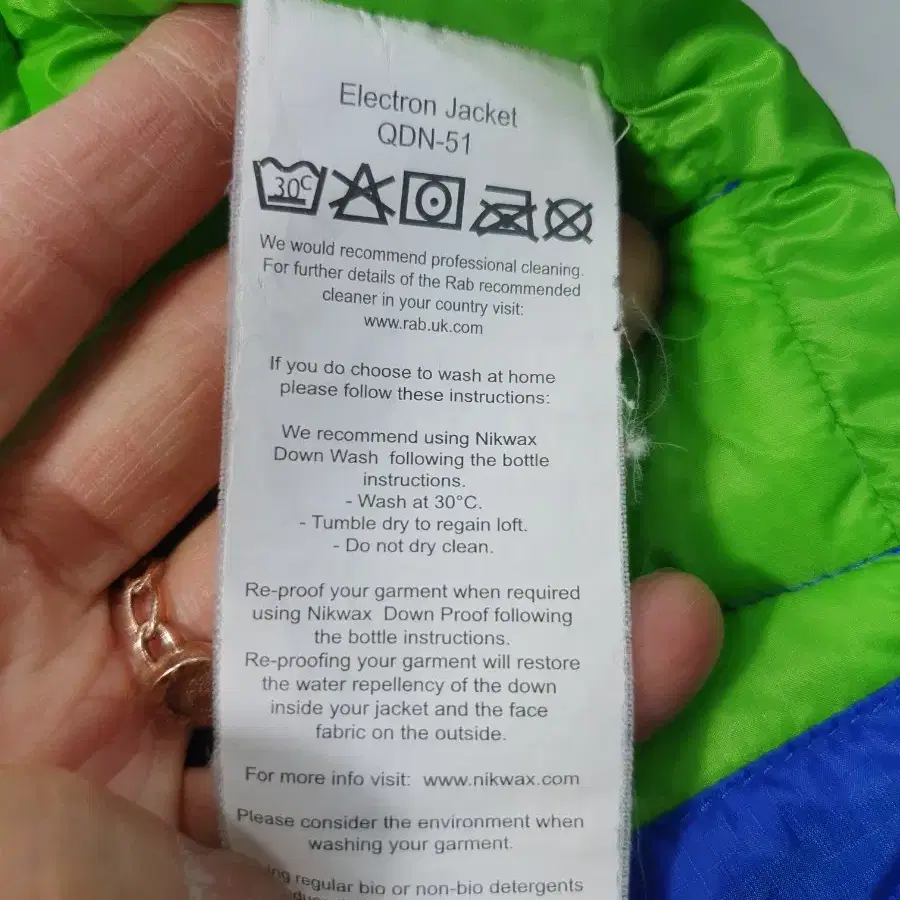 Electron Jacket
QDN-51
30C
We would recommend professional cleaning.
For further details of the Rab recommended
cleaner in your country visit:
www.rab.uk.com
If you do choose to wash at home
please follow these instructions:
We recommend using Nikwax
Down Wash following the bottle
instructions.
- Wash at 30°C.
- Tumble dry to regain loft.
- Do not dry clean.
Re-proof your garment when required
using Nikwax Down Proof following
the bottle instructions.
Re-proofing your garment will restore
the water repellency of the down
inside your jacket and the face
fabric on the outside.
For more info visit: www.nikwax.com
Please consider the environment when
washing your garment.
regular bio or non-bio detergents